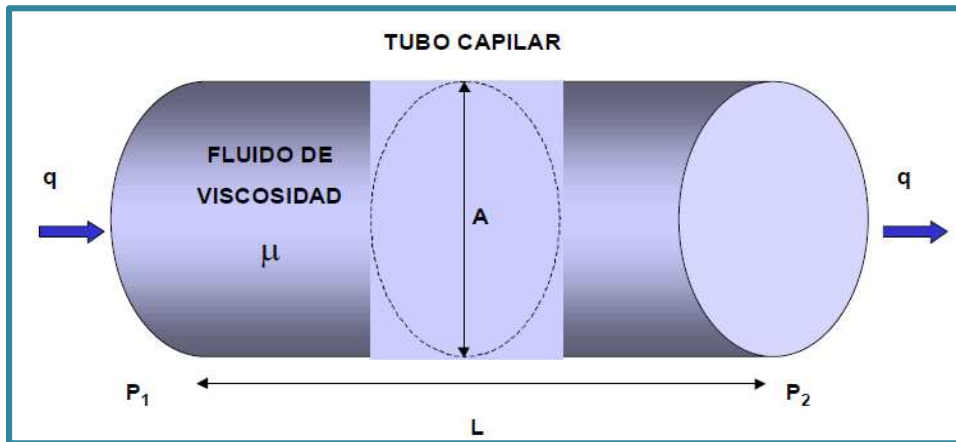 TUBO CAPILAR
FLUIDO DE
VISCOSIDAD
μ
q
A
q
P₁
P₂
L